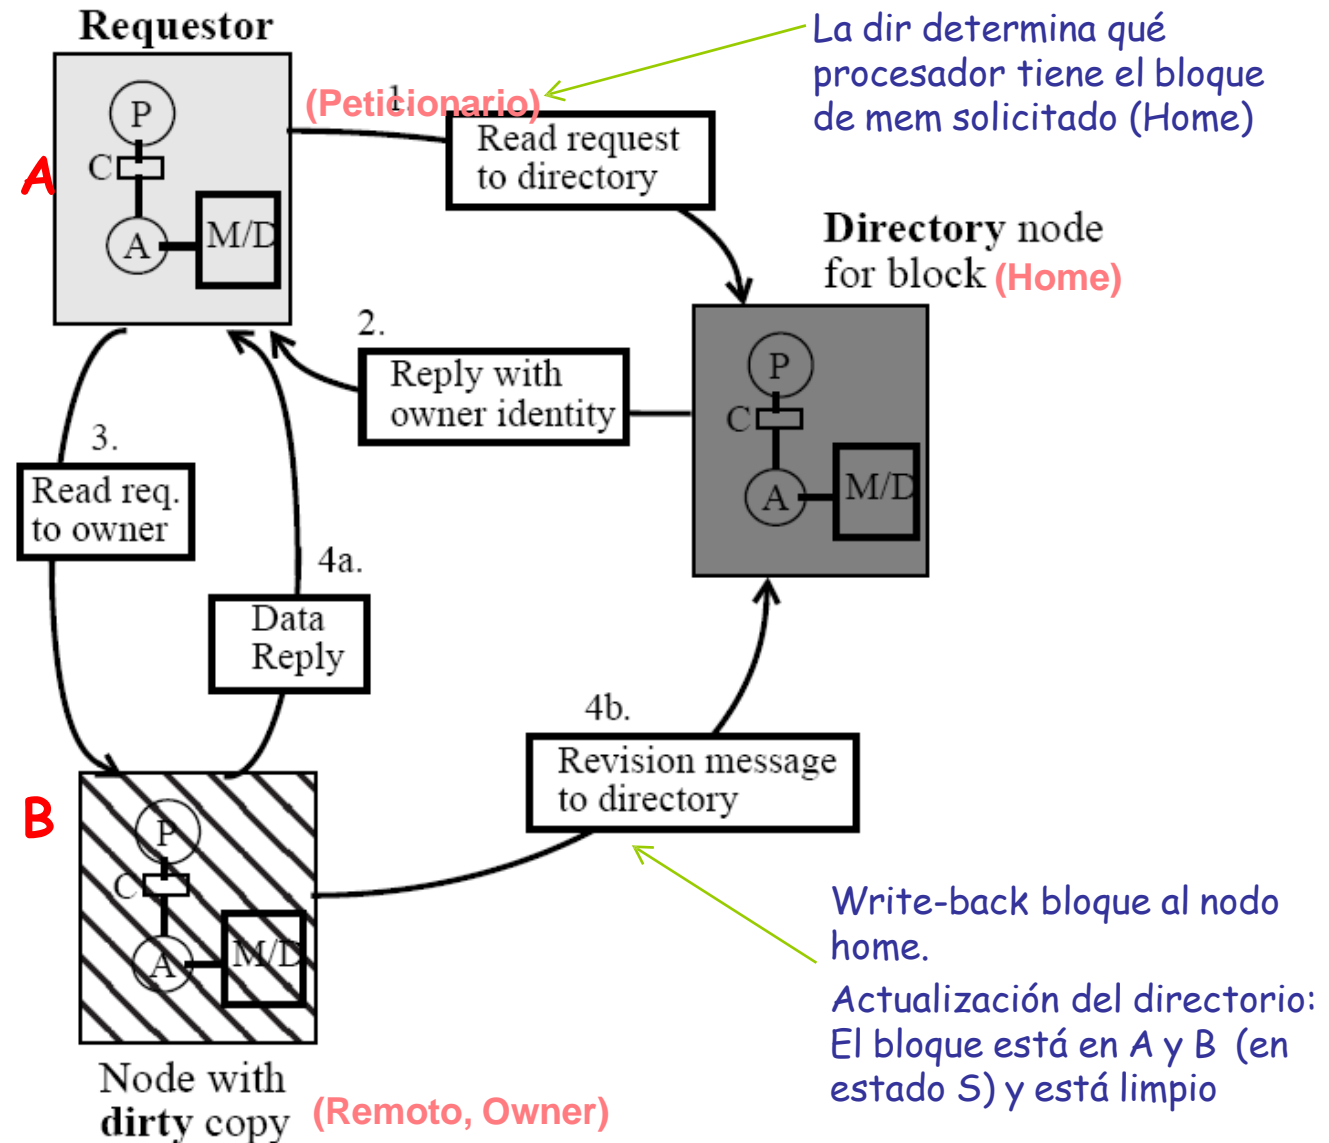 Requestor
(Peticionario)
P
C
A
M/D
A
1.
Read request
to directory
La dir determina qué
procesador tiene el bloque
de mem solicitado (Home)
Directory node
for block (Home)
P
C
A
M/D
2.
Reply with
owner identity
3.
Read req.
to owner
4a.
Data
Reply
4b.
Revision message
to directory
B
P
C
A
M/D
Node with
dirty copy (Remoto, Owner)
Write-back bloque al nodo
home.
Actualización del directorio:
El bloque está en A y B (en
estado S) y está limpio